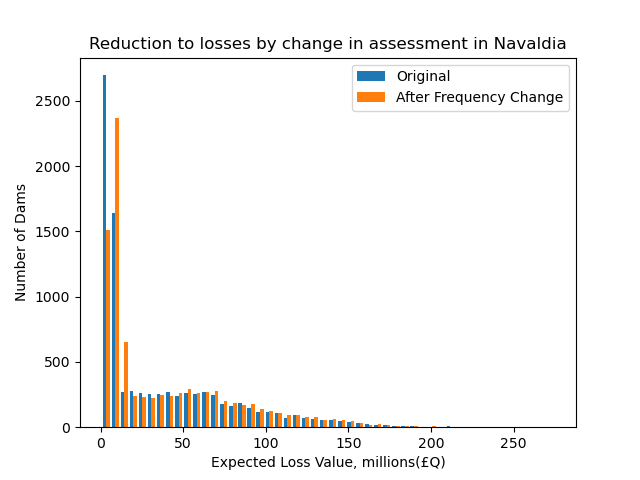 Reduction to losses by change in assessment in Navaldia
Original
After Frequency Change
Number of Dams
2500
2000
1500
1000
500
0
0 50 100 150 200 250
Expected Loss Value, millions(£Q)